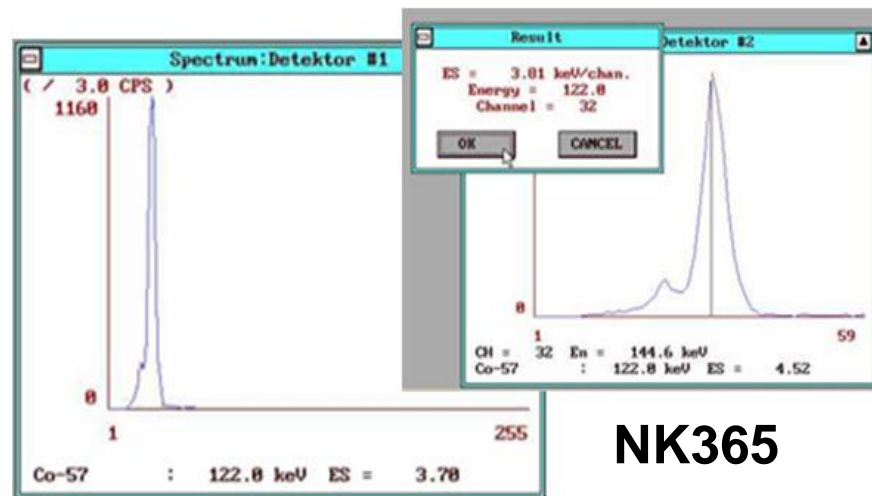 Spectrum:Detektor #1
( / 3.0 CPS )
1160
0
1
255
Co-57 : 122.0 keV ES = 3.70
Result
ES = 3.81 keV/chan.
Energy = 122.0
Channel = 32
OK
CANCEL
Detektor #2
0
1
59
CH = 32 En = 144.6 keV
Co-57 : 122.0 keV ES = 4.52
NK365